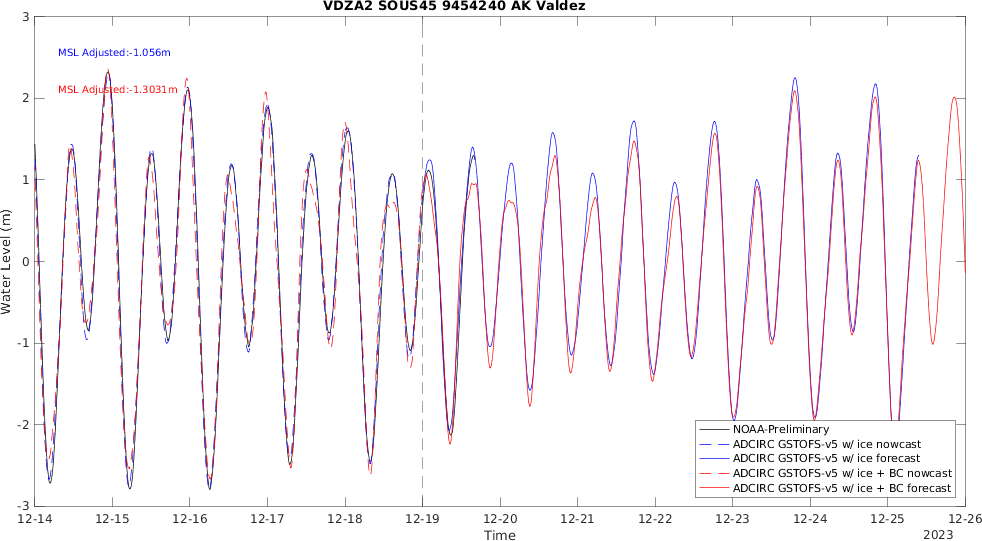 VDZA2 SOUS45 9454240 AK Valdez
MSL Adjusted:-1.056m
MSL Adjusted:-1.3031m
Water Level (m)
3
2
1
0
-1
-2
-3
NOAA-Preliminary
ADCIRC GSTOFS-v5 w/ ice nowcast
ADCIRC GSTOFS-v5 w/ ice forecast
ADCIRC GSTOFS-v5 w/ ice + BC nowcast
ADCIRC GSTOFS-v5 w/ ice + BC forecast
12-14 12-15 12-16 12-17 12-18 12-19 12-20 12-21 12-22 12-23 12-24 12-25 12-26
Time
2023